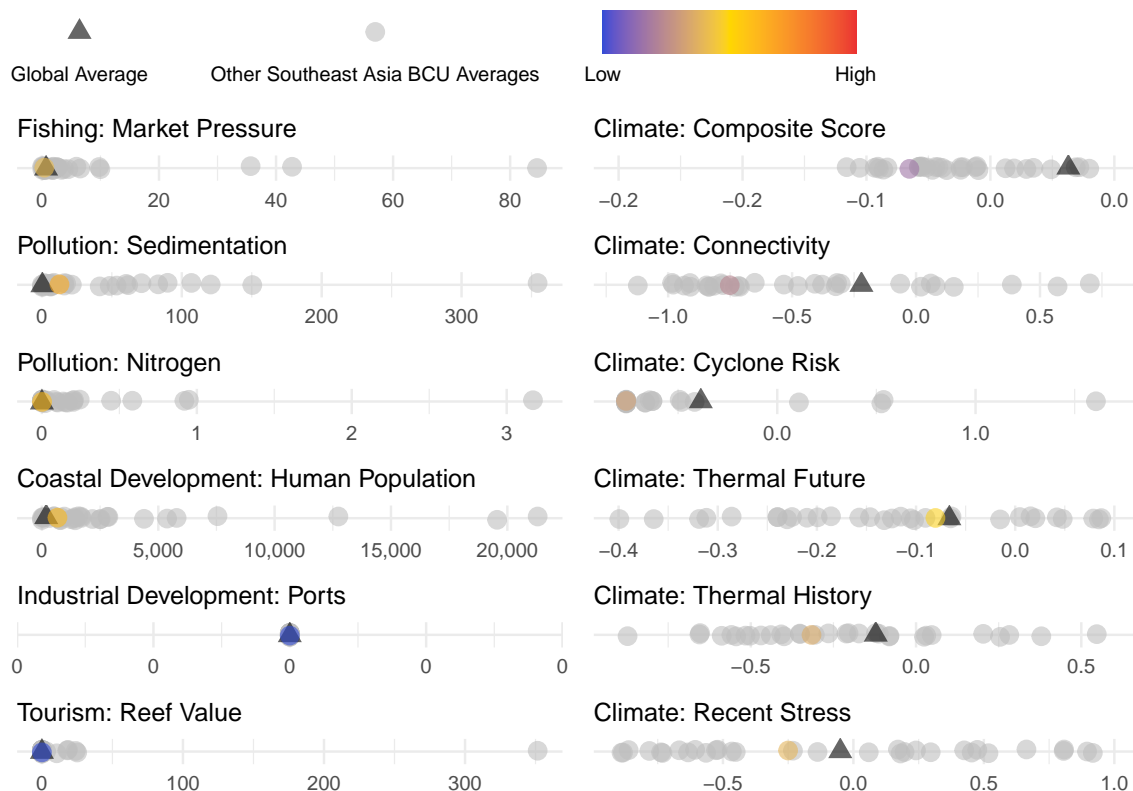 Global Average
Other Southeast Asia BCU Averages
Low
High
Fishing: Market Pressure
0 20 40 60 80
Pollution: Sedimentation
0 100 200 300
Pollution: Nitrogen
0 1 2 3
Coastal Development: Human Population
0 5,000 10,000 15,000 20,000
Industrial Development: Ports
0 0 0 0 0
Tourism: Reef Value
0 100 200 300
Climate: Composite Score
−0.2 −0.2 −0.1 0.0 0.0
Climate: Connectivity
−1.0 −0.5 0.0 0.5
Climate: Cyclone Risk
0.0 1.0
Climate: Thermal Future
−0.4 −0.3 −0.2 −0.1 0.0 0.1
Climate: Thermal History
−0.5 0.0 0.5
Climate: Recent Stress
−0.5 0.0 0.5 1.0